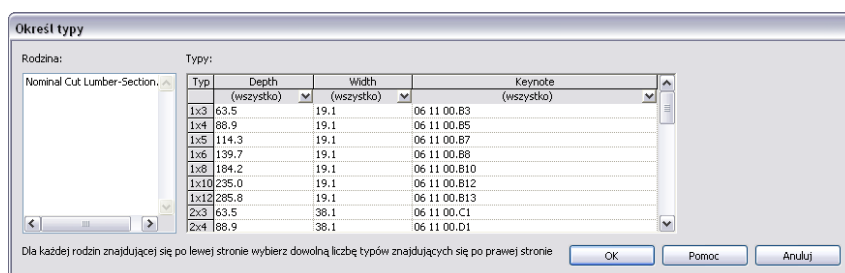 Określ typy
Rodzina: Typy:
Nominal Cut Lumber-Section.
Typ Depth Width Keynote
(wszystko) (wszystko) (wszystko)
1x3 63.5 19.1 06 11 00.B3
1x4 88.9 19.1 06 11 00.B5
1x5 114.3 19.1 06 11 00.B7
1x6 139.7 19.1 06 11 00.B8
1x8 184.2 19.1 06 11 00.B10
1x10 235.0 19.1 06 11 00.B12
1x12 285.8 19.1 06 11 00.B13
2x3 63.5 38.1 06 11 00.C1
2x4 88.9 38.1 06 11 00.D1
Dla każdej rodzin znajdującej się po lewej stronie wybierz dowolną liczbę typów znajdujących się po prawej stronie OK Pomoc Anuluj